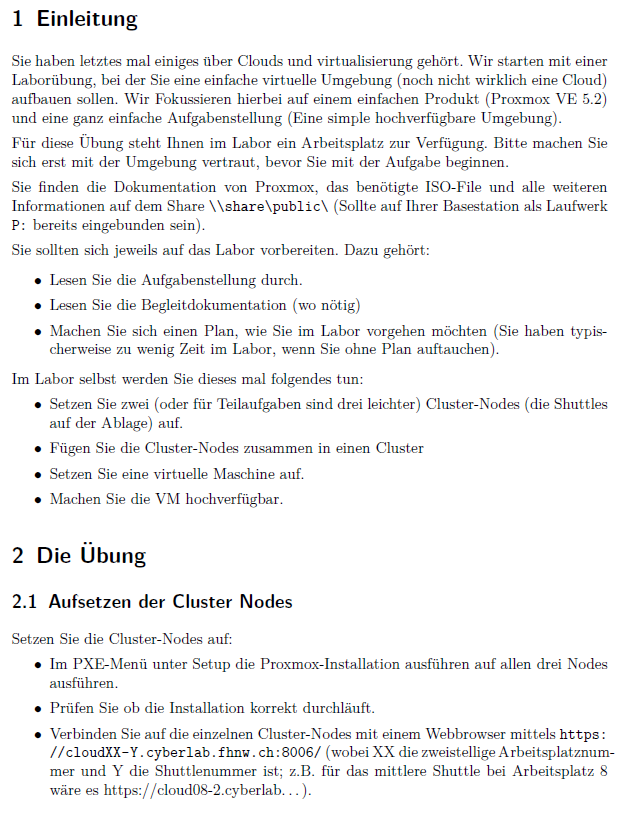 1 Einleitung
Sie haben letztes mal einiges über Clouds und virtualisierung gehört. Wir starten mit einer
Laborübung, bei der Sie eine einfache virtuelle Umgebung (noch nicht wirklich eine Cloud)
aufbauen sollen. Wir Fokussieren hierbei auf einem einfachen Produkt (Proxmox VE 5.2)
und eine ganz einfache Aufgabenstellung (Eine simple hochverfügbare Umgebung).
Für diese Übung steht Ihnen im Labor ein Arbeitsplatz zur Verfügung. Bitte machen Sie
sich erst mit der Umgebung vertraut, bevor Sie mit der Aufgabe beginnen.
Sie finden die Dokumentation von Proxmox, das benötigte ISO-File und alle weiteren
Informationen auf dem Share \\share\public\ (Sollte auf Ihrer Basestation als Laufwerk
P: bereits eingebunden sein).
Sie sollten sich jeweils auf das Labor vorbereiten. Dazu gehört:
• Lesen Sie die Aufgabenstellung durch.
• Lesen Sie die Begleitdokumentation (wo nötig)
• Machen Sie sich einen Plan, wie Sie im Labor vorgehen möchten (Sie haben typis-
cherweise zu wenig Zeit im Labor, wenn Sie ohne Plan auftauchen).
Im Labor selbst werden Sie dieses mal folgendes tun:
• Setzen Sie zwei (oder für Teilaufgaben sind drei leichter) Cluster-Nodes (die Shuttles
auf der Ablage) auf.
• Fügen Sie die Cluster-Nodes zusammen in einen Cluster
• Setzen Sie eine virtuelle Maschine auf.
• Machen Sie die VM hochverfügbar.
2 Die Übung
2.1 Aufsetzen der Cluster Nodes
Setzen Sie die Cluster-Nodes auf:
• Im PXE-Menü unter Setup die Proxmox-Installation ausführen auf allen drei Nodes
ausführen.
• Prüfen Sie ob die Installation korrekt durchläuft.
• Verbinden Sie auf die einzelnen Cluster-Nodes mit einem Webbrowser mittels https:
//cloudXX-Y.cyberlab.fhnw.ch:8006/ (wobei XX die zweistellige Arbeitsplatznum-
mer und Y die Shuttlenummer ist; z.B. für das mittlere Shuttle bei Arbeitsplatz 8
wäre es https://cloud08-2.cyberlab...).